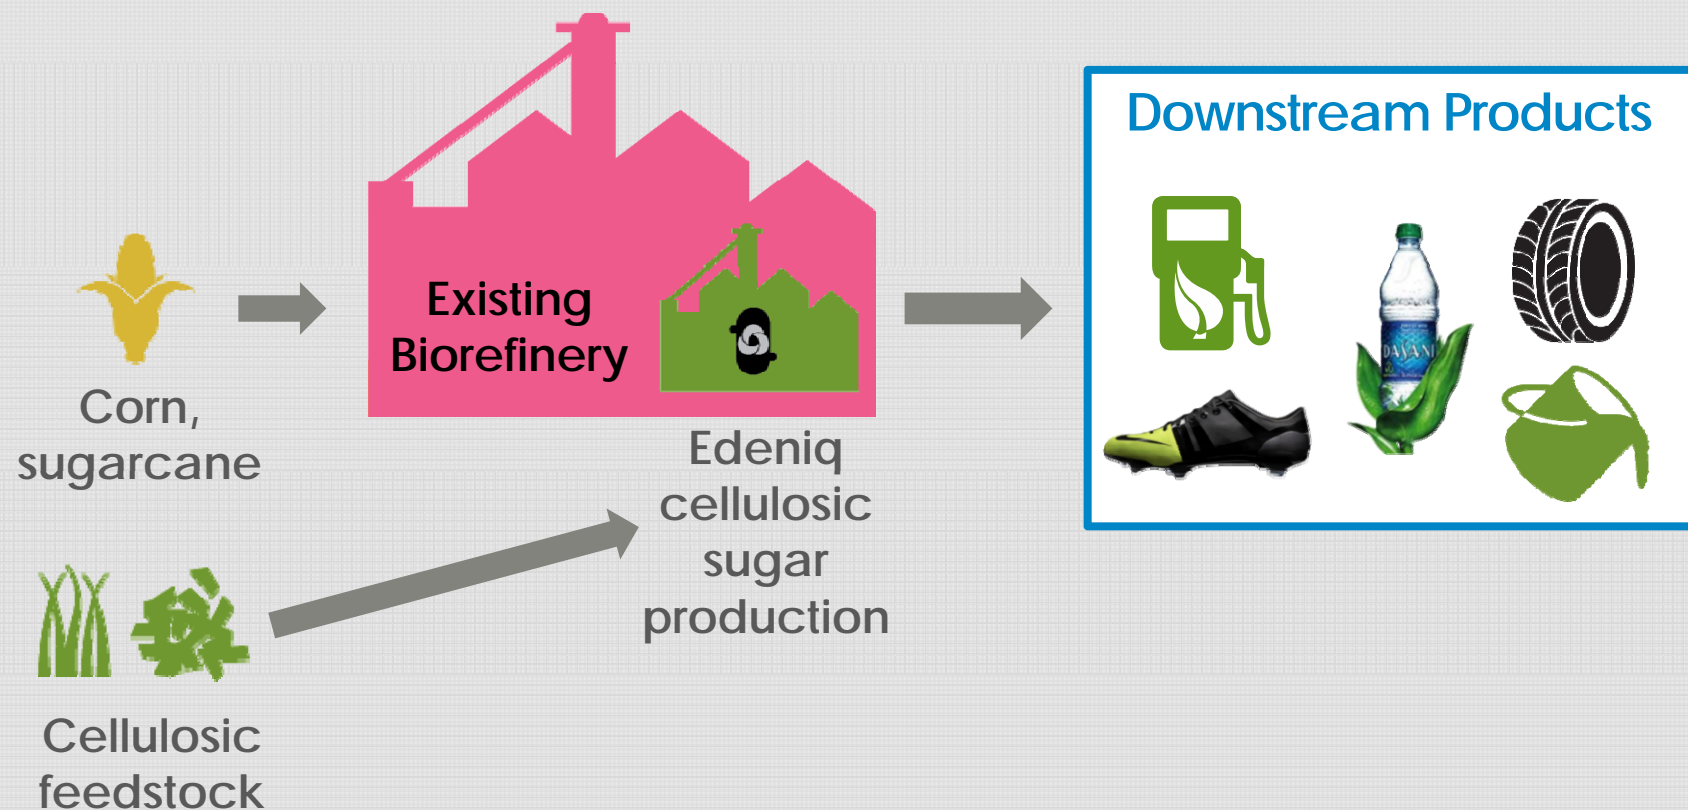 Downstream Products
Existing
Biorefinery
Corn,
sugarcane
Edeniq
cellulosic
sugar
production
Cellulosic
feedstock
DASANI